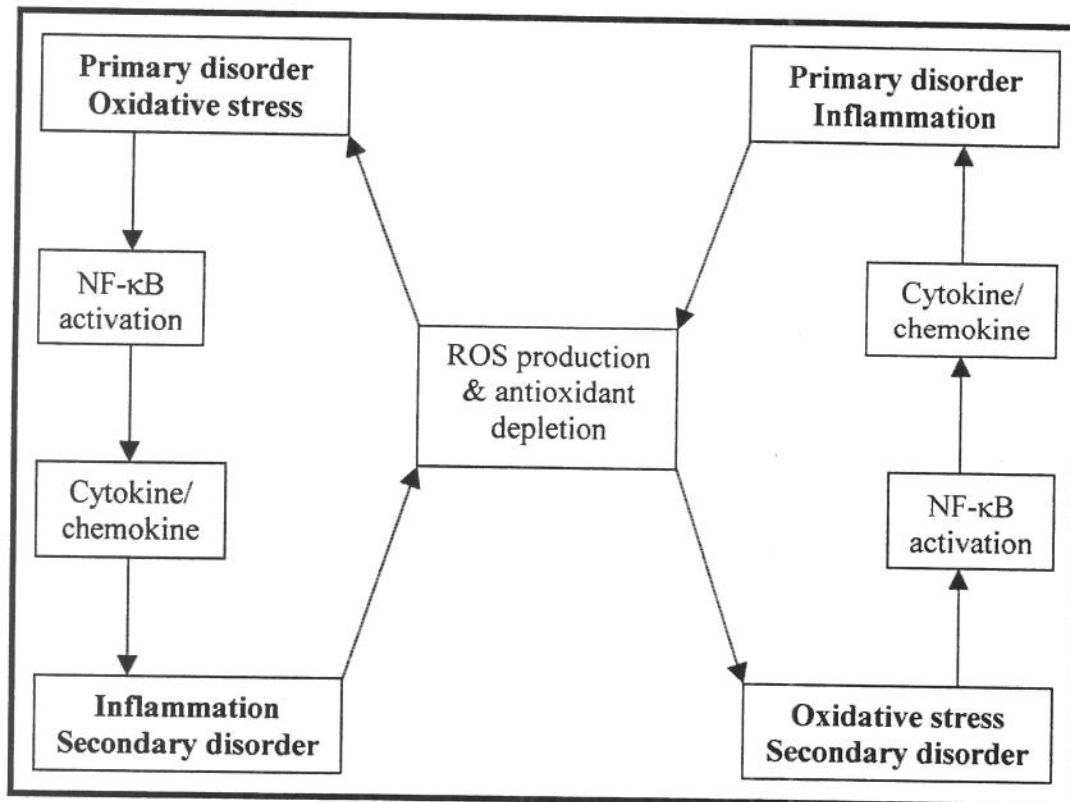 Primary disorder
Oxidative stress
NF-κB
activation
Cytokine/
chemokine
Inflammation
Secondary disorder
ROS production
& antioxidant
depletion
Primary disorder
Inflammation
Cytokine/
chemokine
NF-κB
activation
Oxidative stress
Secondary disorder